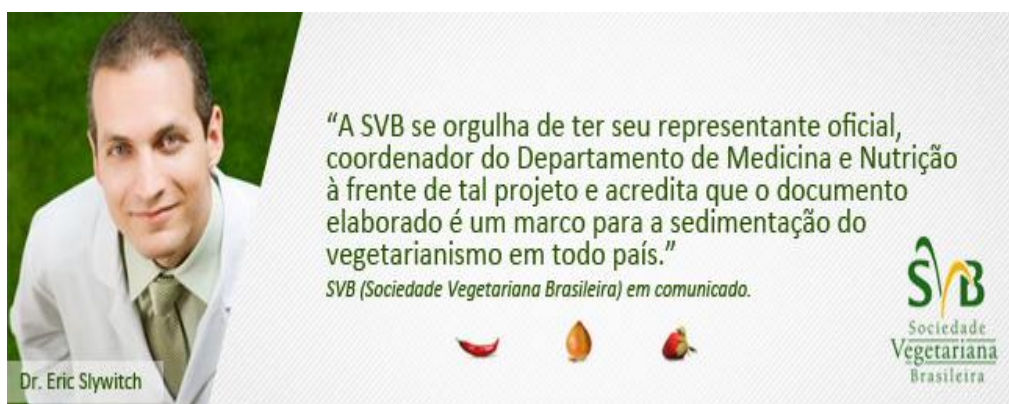 “A SVB se orgulha de ter seu representante oficial,
coordenador do Departamento de Medicina e Nutrição
à frente de tal projeto e acredita que o documento
elaborado é um marco para a sedimentação do
vegetarianismo em todo país.”
SVB (Sociedade Vegetariana Brasileira) em comunicado.
SVB
Sociedade
Vegetariana
Brasileira
Dr. Eric Slywitch